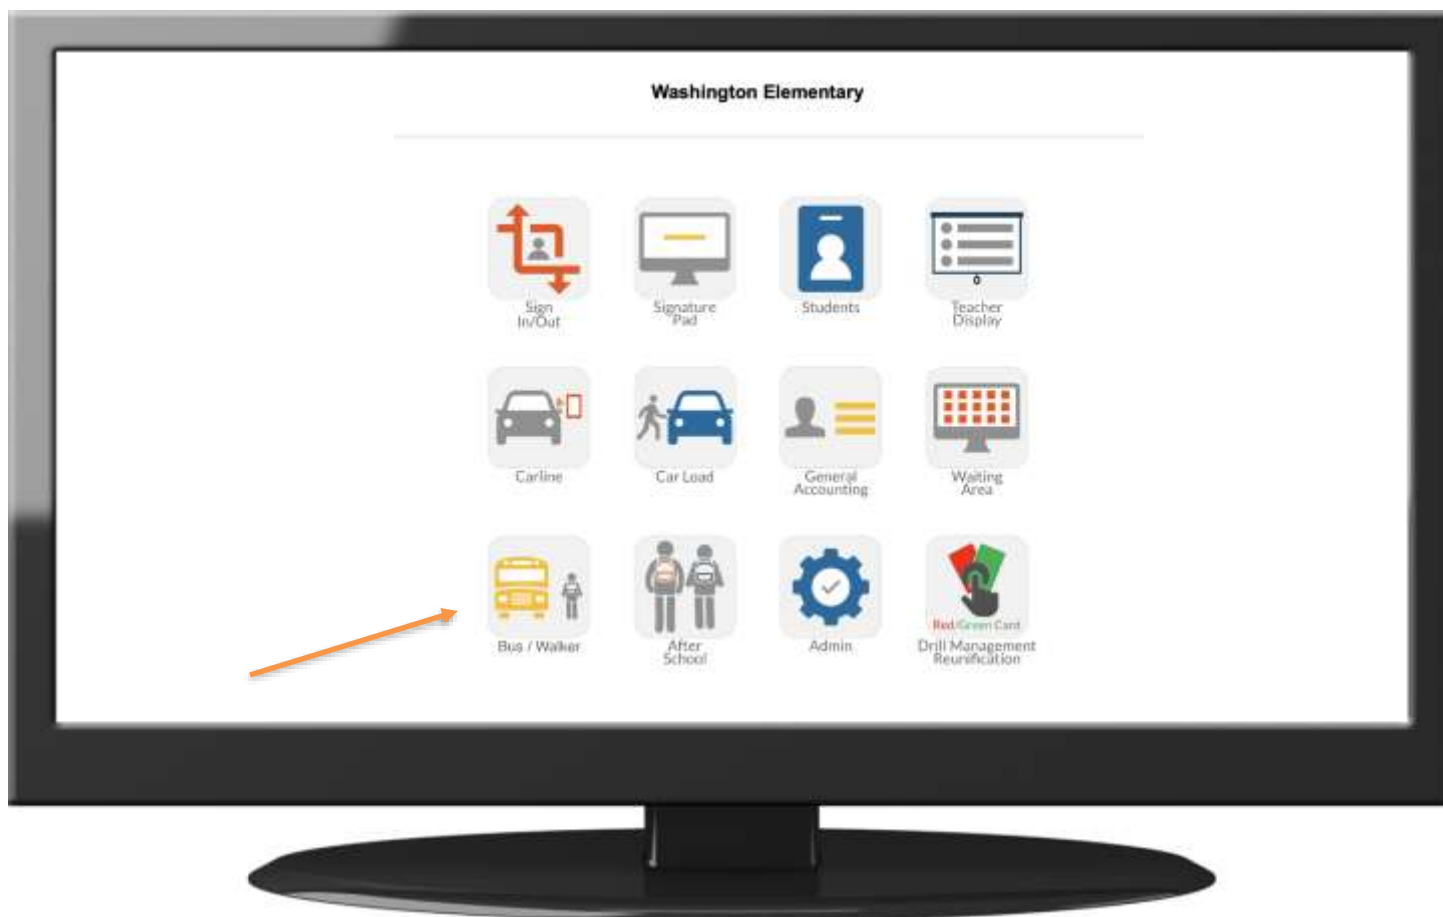 Washington Elementary
Sign
In/Out
Signature
Pad
Students
Teacher
Display
Carline
Car Load
General
Accounting
Waiting
Area
Bus / Walker
After
School
Admin
Red/Green Card
Drill Management
Reunification